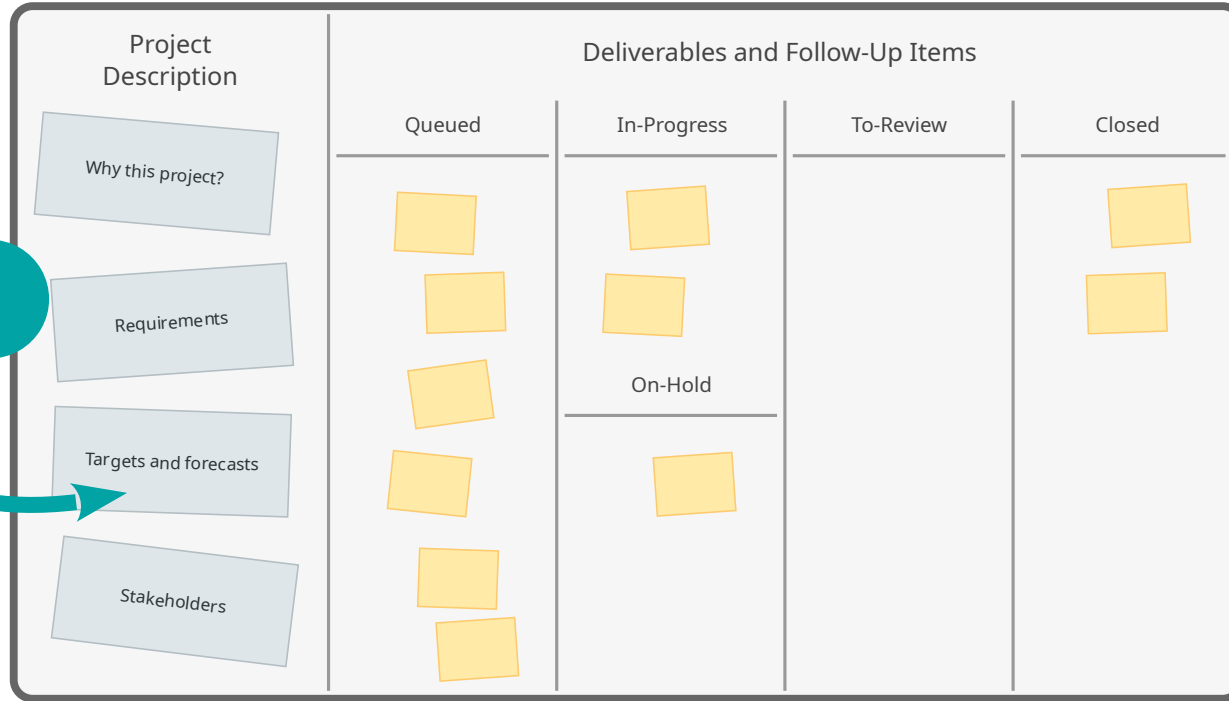 Project
Description
Why this project?
Requirements
Targets and forecasts
Stakeholders
Deliverables and Follow-Up Items
Queued
In-Progress
On-Hold
To-Review
Closed